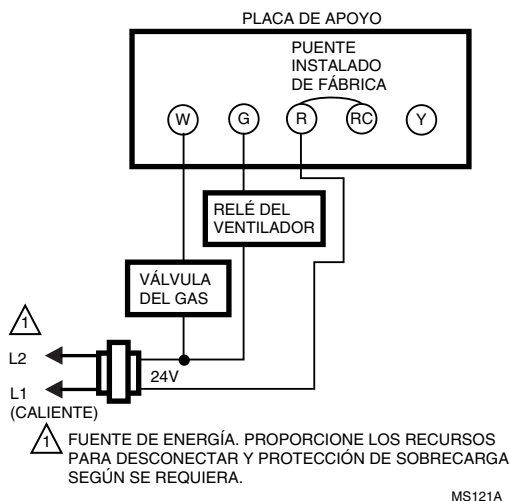 PLACA DE APOYO
PUENTE
INSTALADO
DE FÁBRICA
W G R RC Y
RELÉ DEL
VENTILADOR
VÁLVULA
DEL GAS
1
L2
24V
L1
(CALIENTE)
1 FUENTE DE ENERGÍA. PROPORCIONE LOS RECURSOS
PARA DESCONECTAR Y PROTECCIÓN DE SOBRECARGA
SEGÚN SE REQUIERA.
MS121A